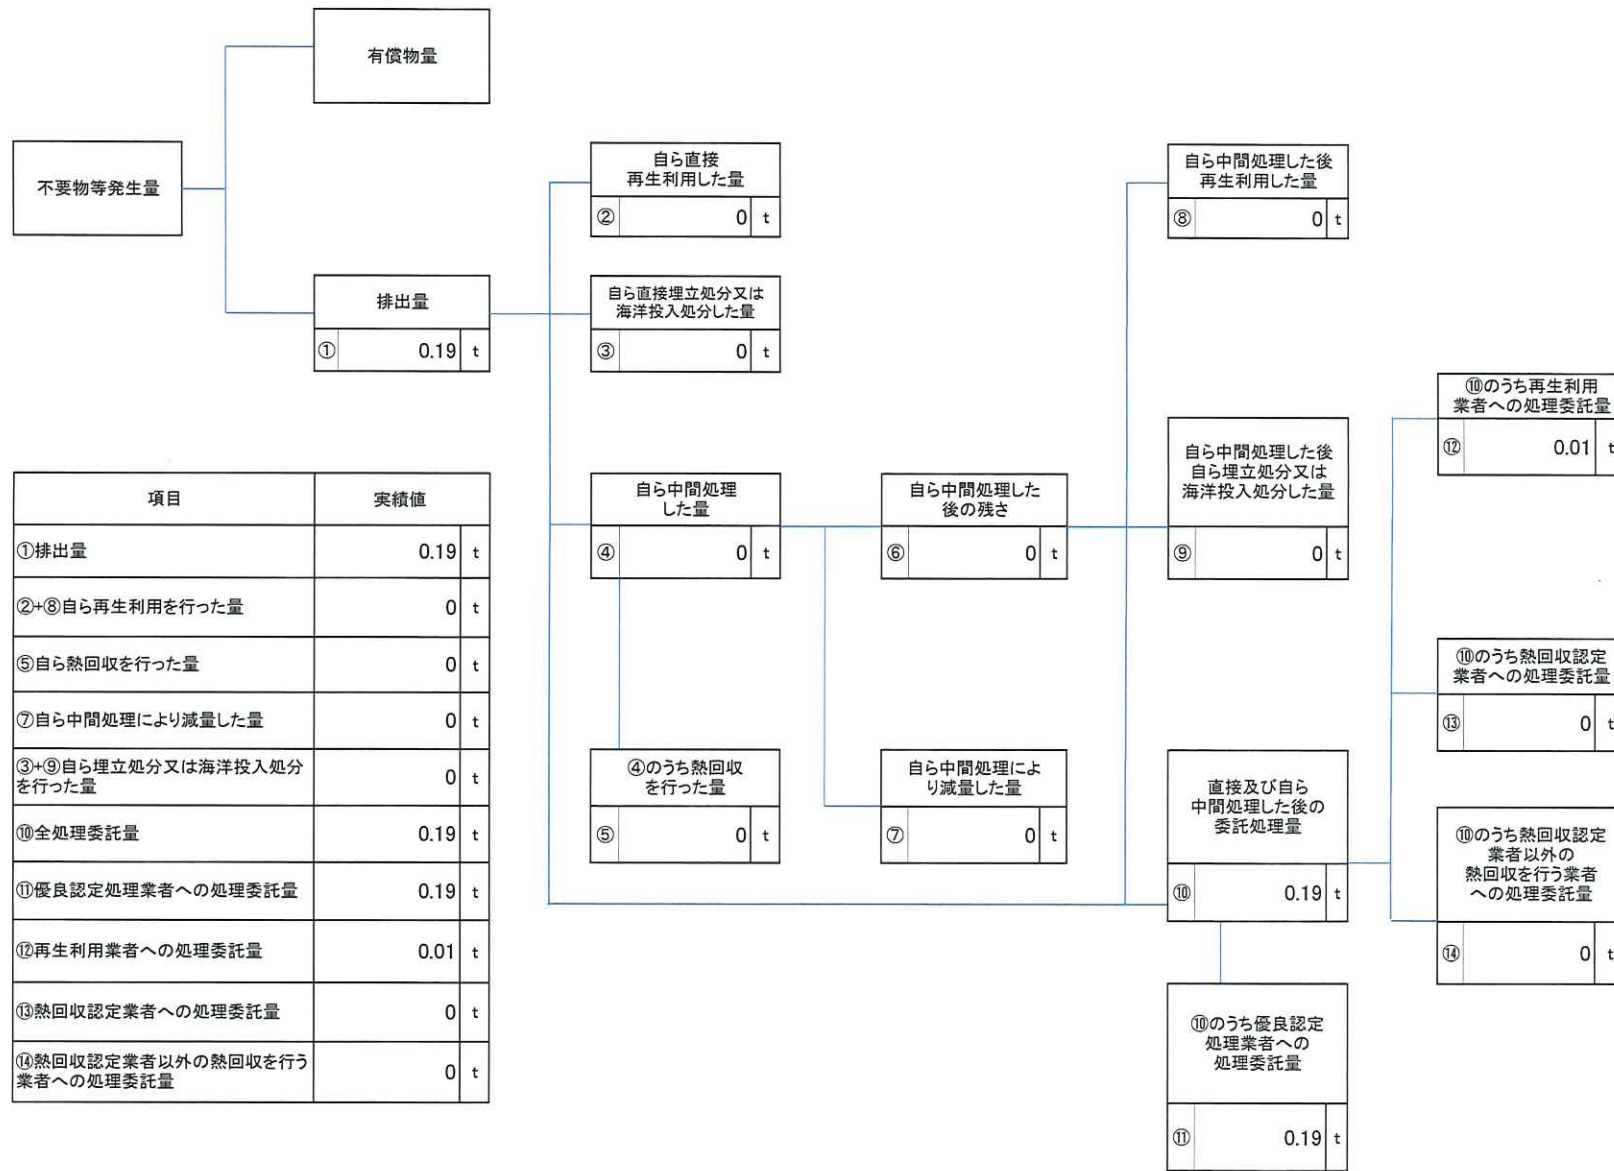 有償物量
不要物等発生量
自ら直接
再生利用した量
② 0 t
自ら中間処理した後
再生利用した量
⑧ 0 t
排出量
① 0.19 t
自ら直接埋立処分又は
海洋投入処分した量
③ 0 t
⑩のうち再生利用
業者への処理委託量
⑫ 0.01 t
自ら中間処理
した量
④ 0 t
自ら中間処理した
後の残さ
⑥ 0 t
自ら中間処理した後
自ら埋立処分又は
海洋投入処分した量
⑨ 0 t
⑩のうち熱回収認定
業者への処理委託量
⑬ 0 t
④のうち熱回収
を行った量
⑤ 0 t
自ら中間処理によ
り減量した量
⑦ 0 t
直接及び自ら
中間処理した後の
委託処理量
⑩ 0.19 t
⑩のうち熱回収認定
業者以外の
熱回収を行う業者
への処理委託量
⑭ 0 t
⑩のうち優良認定
処理業者への
処理委託量
⑪ 0.19 t
項目 実績値
①排出量 0.19 t
②+⑧自ら再生利用を行った量 0 t
⑤自ら熱回収を行った量 0 t
⑦自ら中間処理により減量した量 0 t
③+⑨自ら埋立処分又は海洋投入処分
を行った量 0 t
⑩全処理委託量 0.19 t
⑪優良認定処理業者への処理委託量 0.19 t
⑫再生利用業者への処理委託量 0.01 t
⑬熱回収認定業者への処理委託量 0 t
⑭熱回収認定業者以外の熱回収を行う
業者への処理委託量 0 t